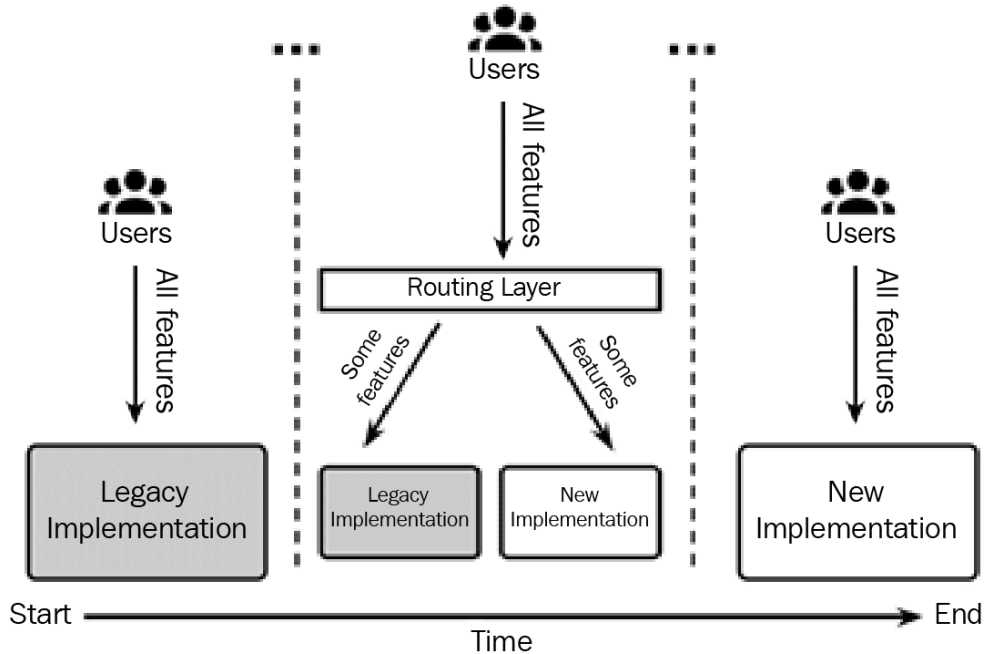 Users
All features
Legacy
Implementation
Users
All features
Routing Layer
Some
features
Some
features
Legacy
Implementation
New
Implementation
Users
All features
New
Implementation
Start
Time
End